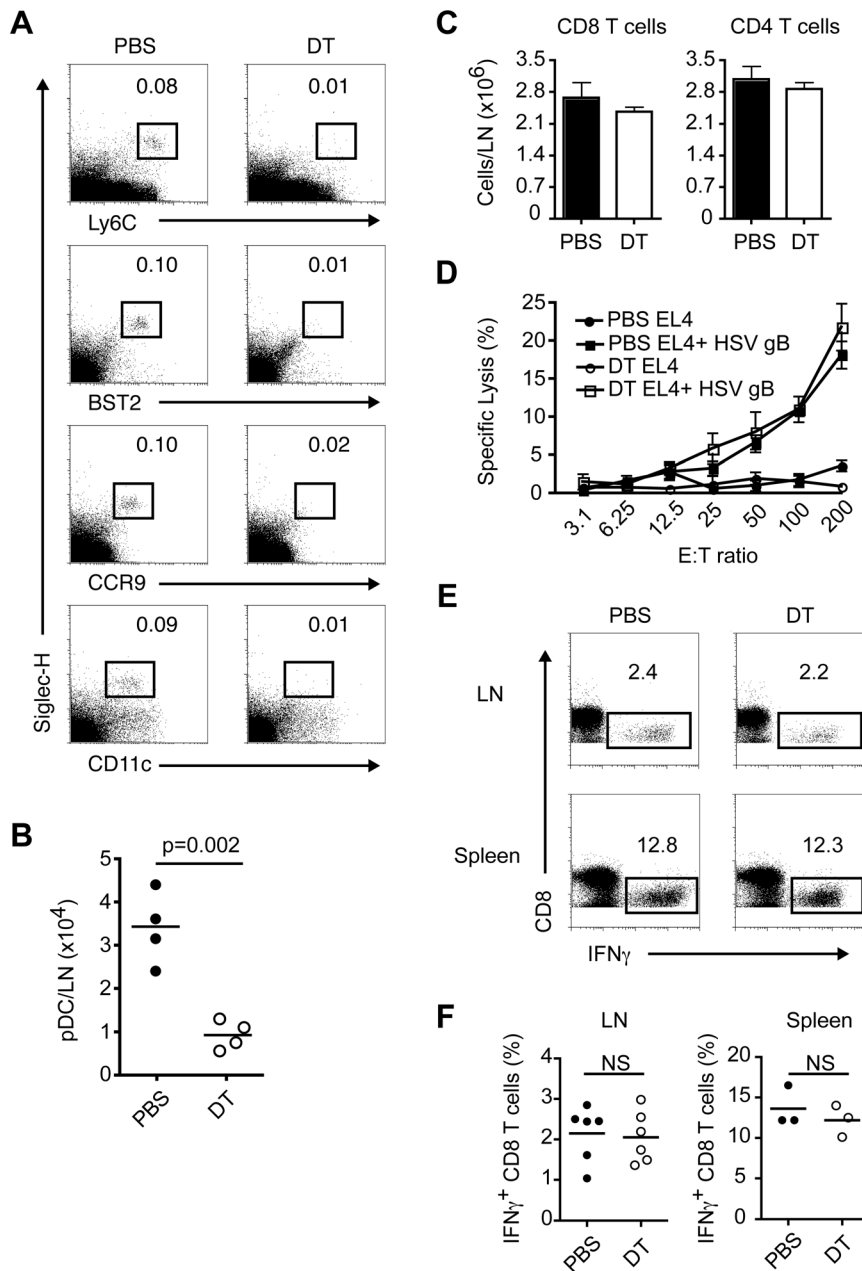 A
PBS DT
0.08 0.01
Ly6C
0.10 0.01
BST2
0.10 0.02
CCR9
0.09 0.01
CD11c
Siglec-H
B
p=0.002
pDC/LN (x10⁴)
5
4
3
2
1
0
PBS DT
C
CD8 T cells CD4 T cells
Cells/LN (x10⁶)
3.5 3.5
2.8 2.8
2.1 2.1
1.4 1.4
0.7 0.7
0 0
PBS DT PBS DT
D
Specific Lysis (%)
25
20
15
10
5
0
PBS EL4
PBS EL4+ HSV gB
DT EL4
DT EL4+ HSV gB
3.1 6.25 12.5 25 50 100 200
E:T ratio
E
PBS DT
LN
2.4 2.2
Spleen
12.8 12.3
CD8
IFNγ
F
LN Spleen
IFNγ⁺ CD8 T cells (%)
4
3
2
1
0
NS
PBS DT
IFNγ⁺ CD8 T cells (%)
20
15
10
5
0
NS
PBS DT